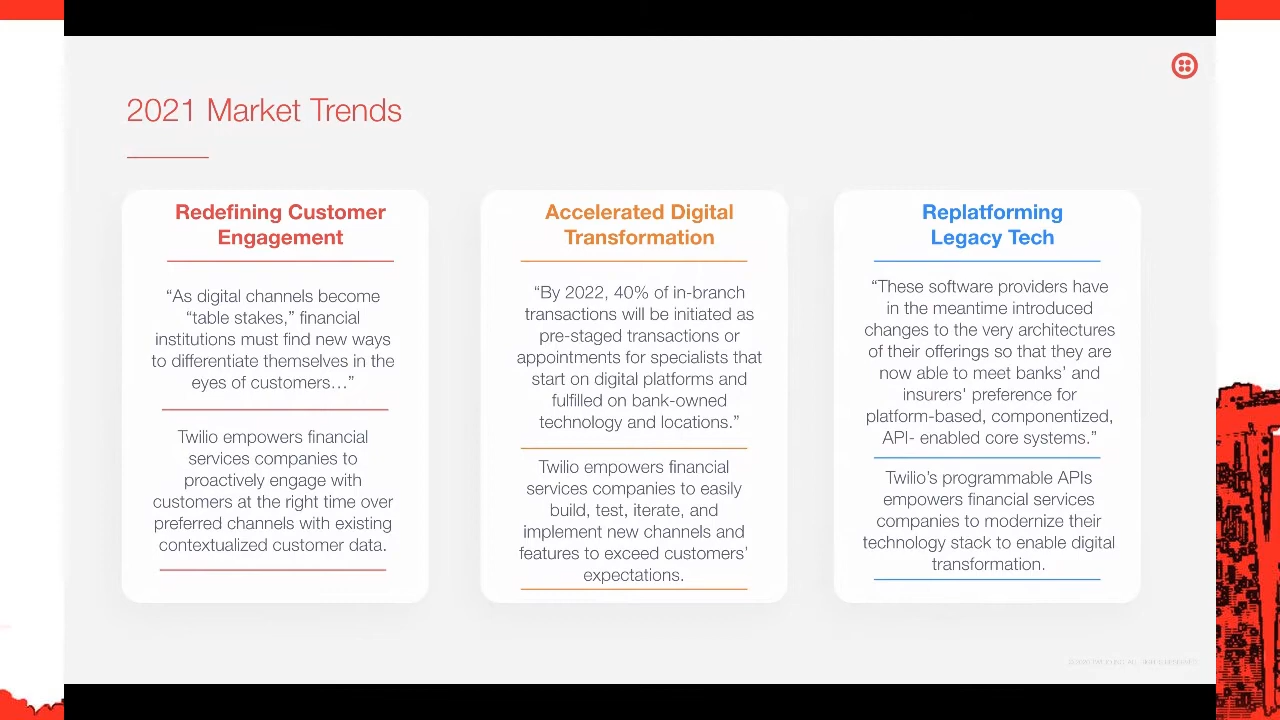 2021 Market Trends
Redefining Customer
Engagement
“As digital channels become
“table stakes,” financial
institutions must find new ways
to differentiate themselves in the
eyes of customers…”
Twilio empowers financial
services companies to
proactively engage with
customers at the right time over
preferred channels with existing
contextualized customer data.
Accelerated Digital
Transformation
“By 2022, 40% of in-branch
transactions will be initiated as
pre-staged transactions or
appointments for specialists that
start on digital platforms and
fulfilled on bank-owned
technology and locations.”
Twilio empowers financial
services companies to easily
build, test, iterate, and
implement new channels and
features to exceed customers’
expectations.
Replatforming
Legacy Tech
“These software providers have
in the meantime introduced
changes to the very architectures
of their offerings so that they are
now able to meet banks’ and
insurers’ preference for
platform-based, componentized,
API- enabled core systems.”
Twilio’s programmable APIs
empowers financial services
companies to modernize their
technology stack to enable digital
transformation.